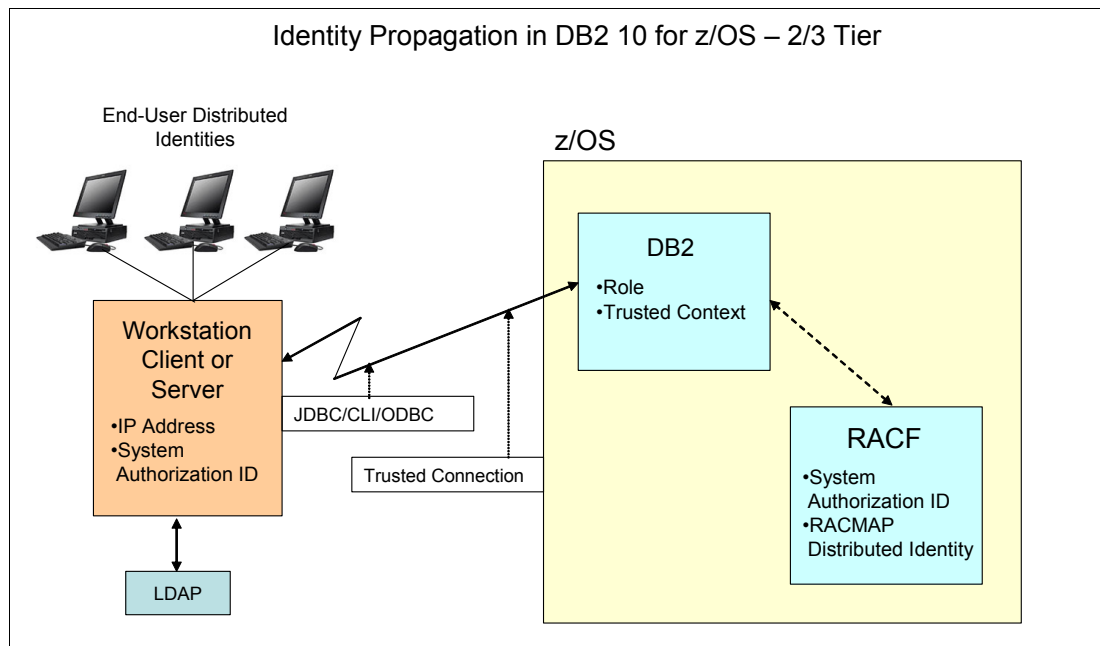 Identity Propagation in DB2 10 for z/OS – 2/3 Tier
End-User Distributed
Identities
z/OS
DB2
•Role
•Trusted Context
Workstation
Client or
Server
•IP Address
•System
Authorization ID
JDBC/CLI/ODBC
Trusted Connection
RACF
•System
Authorization ID
•RACMAP
Distributed Identity
LDAP